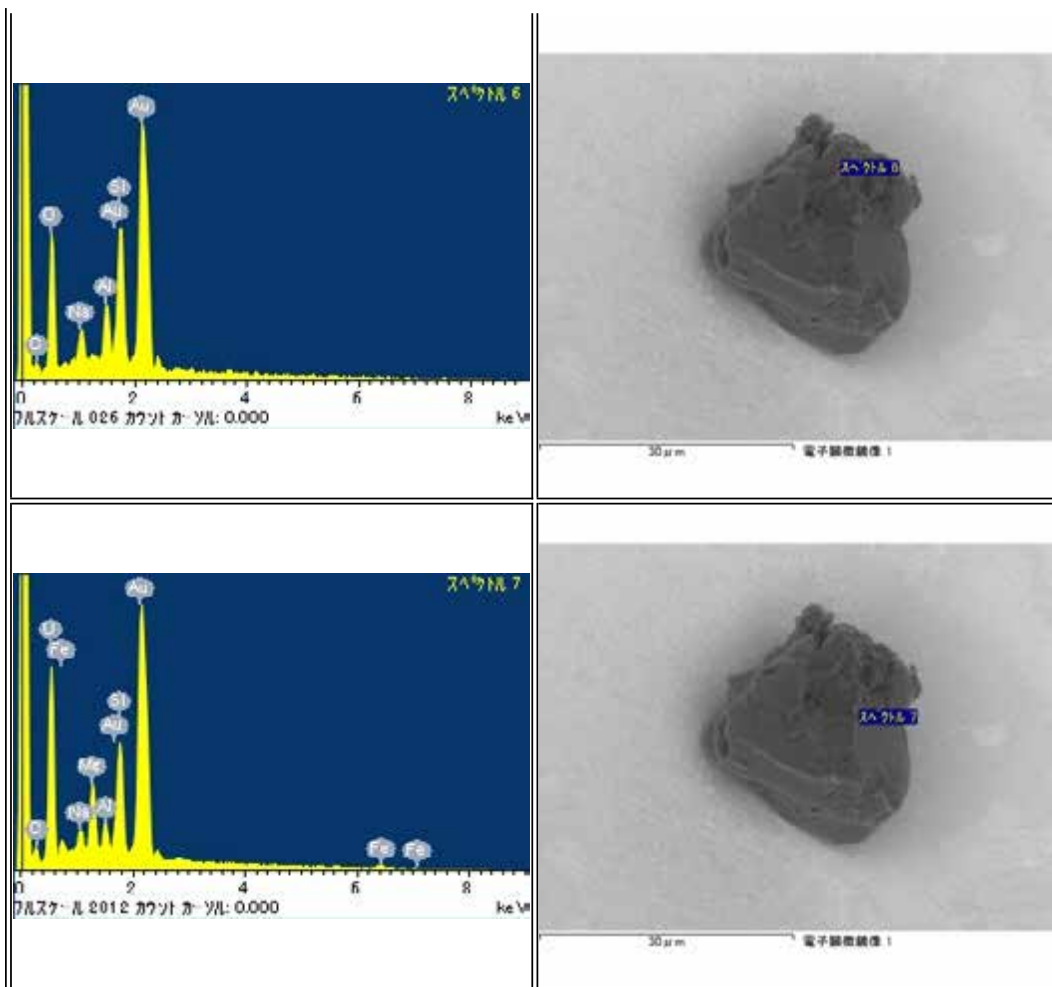 スペクトル 6
Au
Si
Au
O
Al
Na
C
0 2 4 6 8
フルスケール 026 カウント カーソル: 0.000 keV
スペクトル 6
30μm 電子顕微鏡像 1
スペクトル 7
Au
O
Fe
Si
Au
Mg
Al
Na
C
Fe Fe
0 2 4 6 8
フルスケール 2012 カウント カーソル: 0.000 keV
スペクトル 7
30μm 電子顕微鏡像 1